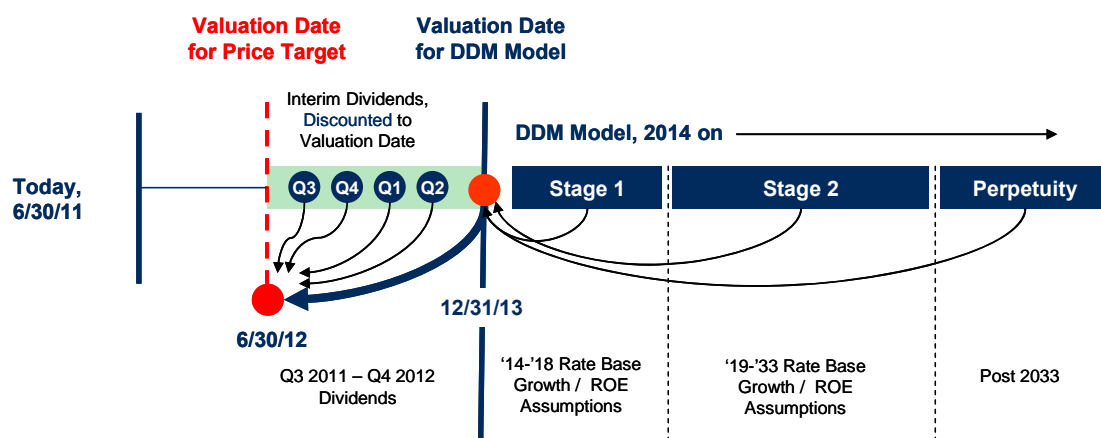 Valuation Date
for Price Target
Valuation Date
for DDM Model
Interim Dividends,
Discounted to
Valuation Date
DDM Model, 2014 on
Today,
6/30/11
Q3
Q4
Q1
Q2
Stage 1
Stage 2
Perpetuity
6/30/12
12/31/13
Q3 2011 – Q4 2012
Dividends
‘14-’18 Rate Base
Growth / ROE
Assumptions
‘19-’33 Rate Base
Growth / ROE
Assumptions
Post 2033